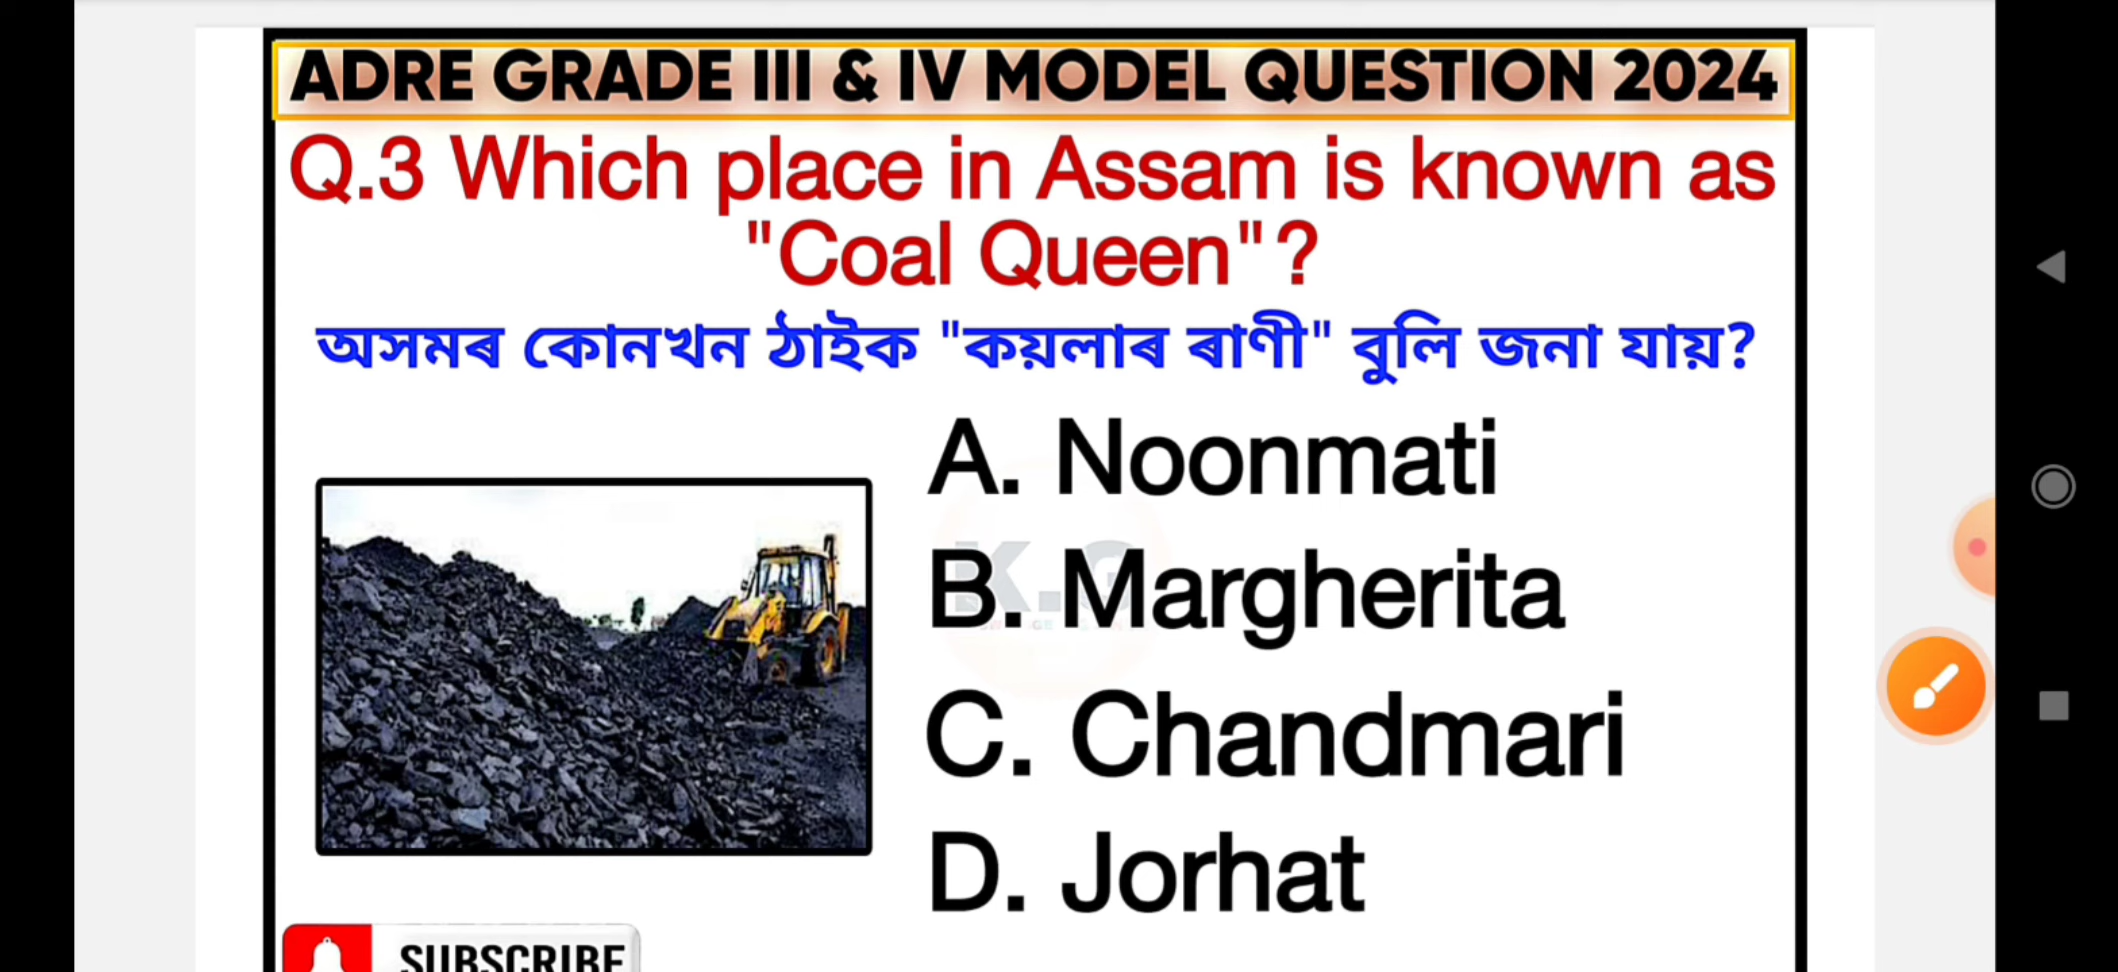 ADRE GRADE III & IV MODEL QUESTION 2024
Q.3 Which place in Assam is known as
"Coal Queen"?
অসমৰ কোনখন ঠাইক "কয়লাৰ ৰাণী" বুলি জনা যায়?
A. Noonmati
B. Margherita
C. Chandmari
D. Jorhat
K.G
SUBSCRIBE